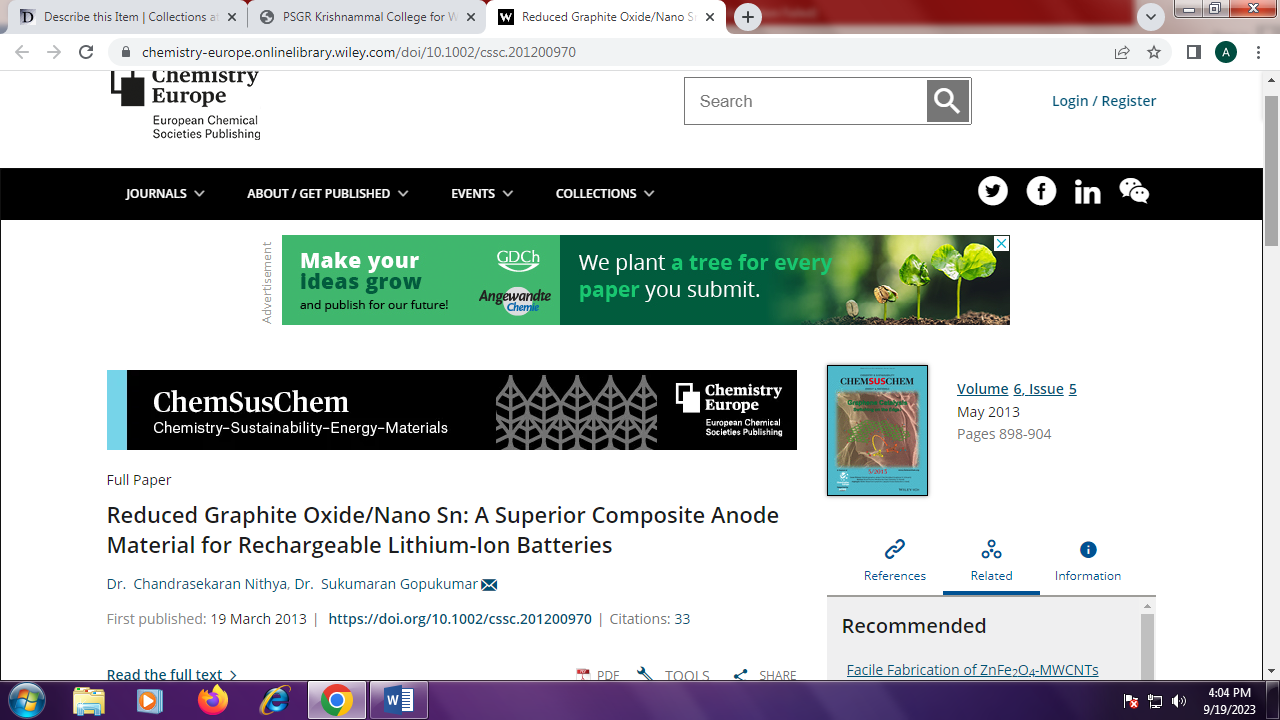 Describe this Item | Collections at
PSGR Krishnammal College for W
Reduced Graphite Oxide/Nano Sn
chemistry-europe.onlinelibrary.wiley.com/doi/10.1002/cssc.201200970
A
Chemistry
Europe
European Chemical
Societies Publishing
Search
Login / Register
JOURNALS
ABOUT / GET PUBLISHED
EVENTS
COLLECTIONS
Advertisement
Make your
ideas grow
and publish for our future!
GDCh
Angewandte
Chemie
We plant a tree for every
paper you submit.
ChemSusChem
Chemistry–Sustainability–Energy–Materials
Chemistry
Europe
European Chemical
Societies Publishing
CHEMSUSCHEM
5/2013
Volume 6, Issue 5
May 2013
Pages 898-904
Full Paper
Reduced Graphite Oxide/Nano Sn: A Superior Composite Anode
Material for Rechargeable Lithium-Ion Batteries
Dr. Chandrasekaran Nithya, Dr. Sukumaran Gopukumar
First published: 19 March 2013 | https://doi.org/10.1002/cssc.201200970 | Citations: 33
Read the full text
PDF
TOOLS
SHARE
References
Related
Information
Recommended
Facile Fabrication of ZnFe₂O₄-MWCNTs
4:04 PM
9/19/2023